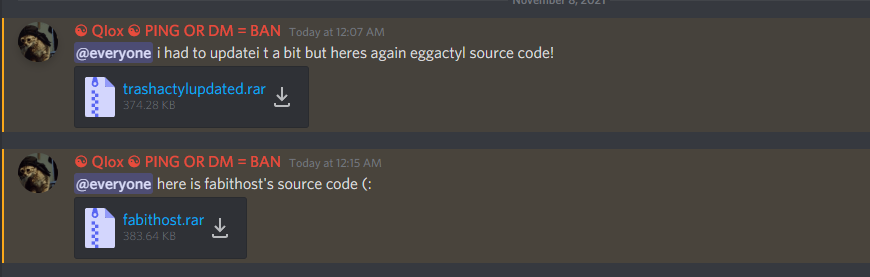 November 8, 2021
Qlox ☯ PING OR DM = BAN Today at 12:07 AM
@everyone i had to updatei t a bit but heres again eggactyl source code!
trashactylupdated.rar
374.28 KB
Qlox ☯ PING OR DM = BAN Today at 12:15 AM
@everyone here is fabithost's source code (:
fabithost.rar
383.64 KB